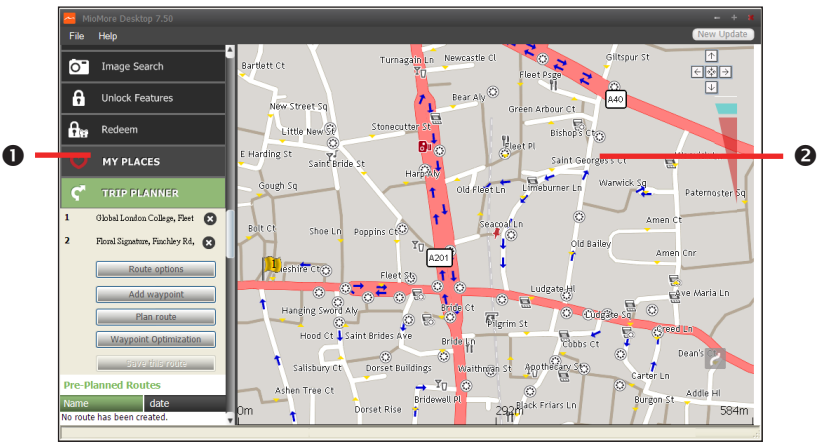 MioMore Desktop 7.50
File Help
New Update
Image Search
Unlock Features
Redeem
MY PLACES
TRIP PLANNER
1 Global London College, Fleet
2 Floral Signature, Finchley Rd,
Route options
Add waypoint
Plan route
Waypoint Optimization
Save this route
Pre-Planned Routes
Name date
No route has been created.
❶
❷
Bartlett Ct
Turnagain Ln
Newcastle Cl
Giltspur St
Fleet Psge
A40
Bear Aly
New Street Sq
Green Arbour Ct
Little New St
Stonecutter St
Bishop's Ct
Fleet Pl
E Harding St
Saint Bride St
Saint Georges Ct
Harp Aly
Gough Sq
Old Fleet Ln
Limeburner Ln
Warwick Sq
Paternoster Sq
Bolt Ct
Shoe Ln
Poppins Ct
Seacoal Ln
Amen Ct
Old Bailey
Amen Cnr
A201
1
Cheshire Ct
Fleet St
Ludgate Hl
Ave Maria Ln
Hanging Sword Aly
Bride Ct
Ludgate Sq
Pilgrim St
Creed Ln
Hood Ct
Saint Brides Ave
Bride Ln
Cobbs Ct
Dean's
Salisbury Ct
Dorset Buildings
Waithman St
Apothecary St
Carter Ln
Ashen Tree Ct
Bridewell Pl
Addle Hl
Dorset Rise
Black Friars Ln
Burgon St
0m 292m 584m